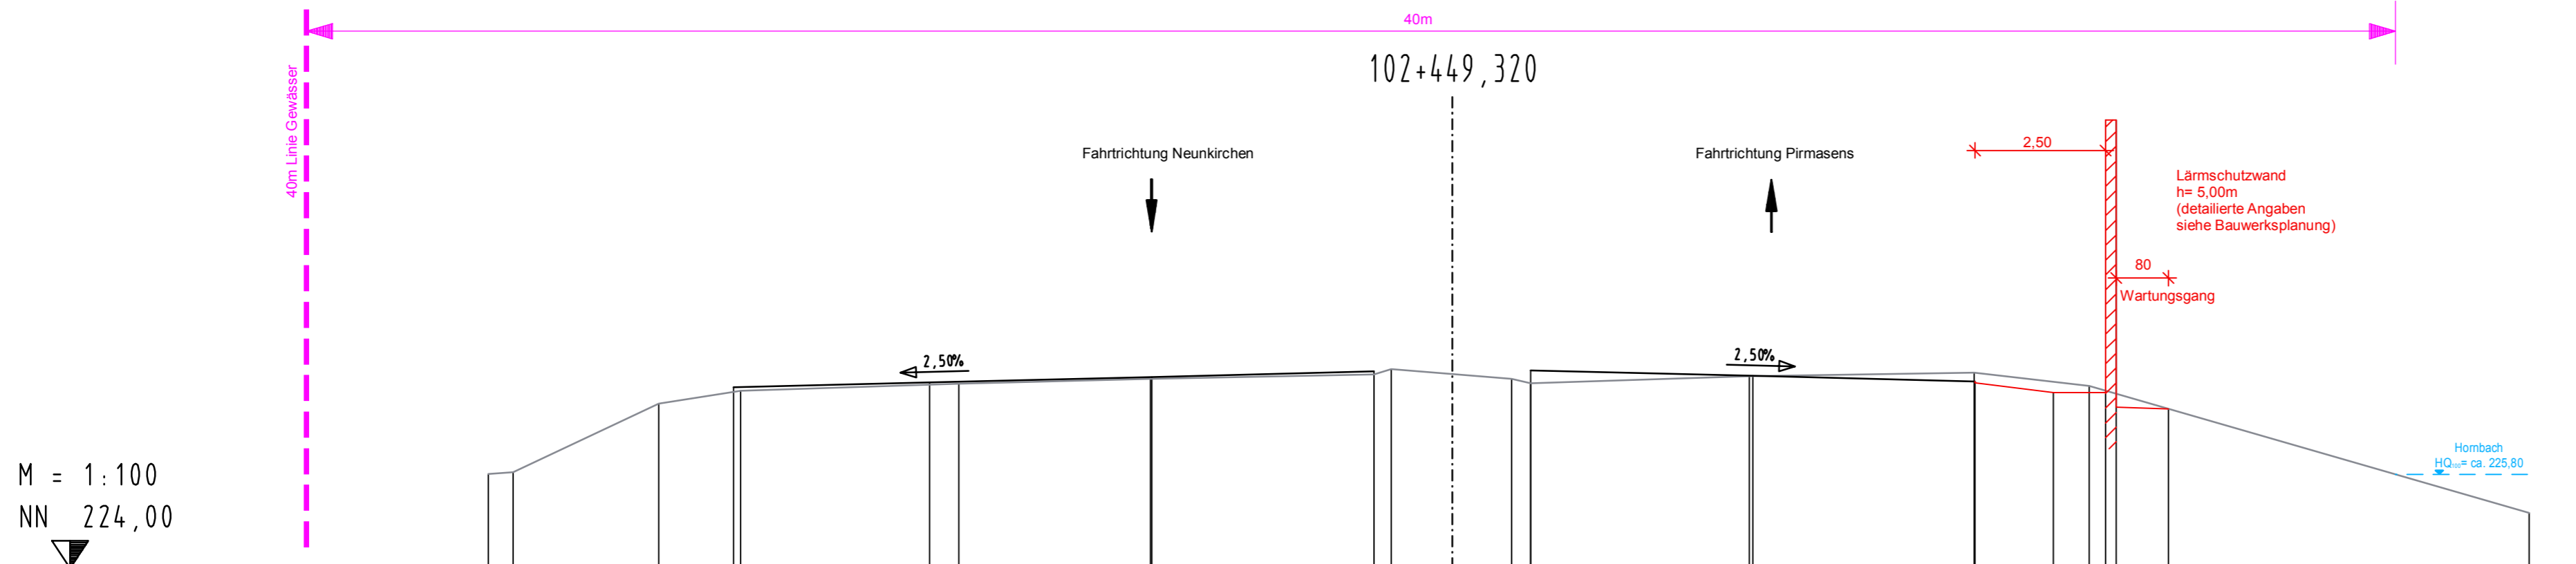 40m
102+449,320
40m Linie Gewässer
Fahrtrichtung Neunkirchen
Fahrtrichtung Pirmasens
2,50
Lärmschutzwand
h= 5,00m
(detailierte Angaben
siehe Bauwerksplanung)
80
Wartungsgang
2,50%
2,50%
Hornbach
HQ₁₀₀= ca. 225,80
M = 1:100
NN 224,00